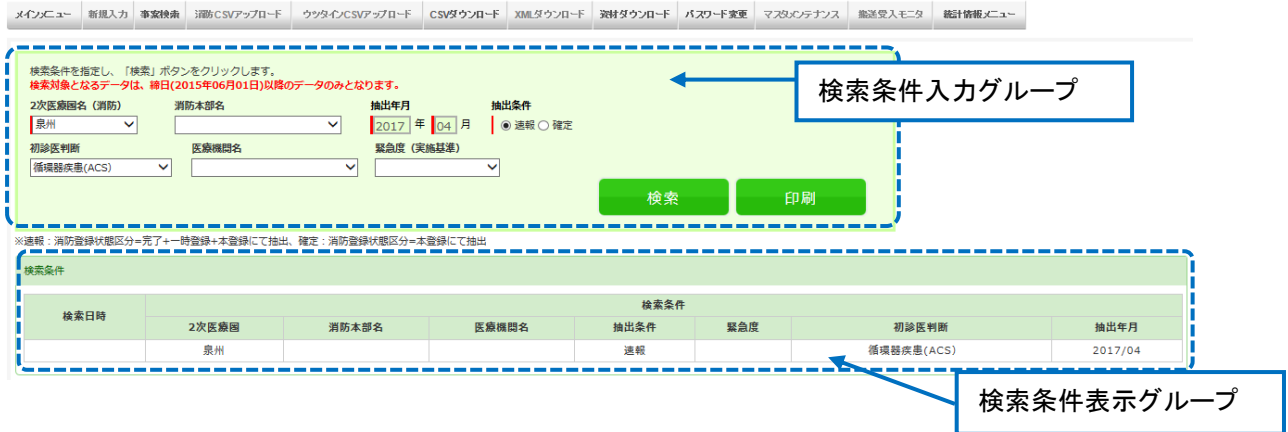 メインメニュー 新規入力 事案検索 消防CSVアップロード ウツタインCSVアップロード CSVダウンロード XMLダウンロード 資材ダウンロード パスワード変更 マスタメンテナンス 搬送受入モニタ 統計情報メニュー
検索条件を指定し、「検索」ボタンをクリックします。
検索対象となるデータは、締日(2015年06月01日)以降のデータのみとなります。
2次医療圏名（消防） 消防本部名 抽出年月 抽出条件
泉州 2017 年 04 月 速報 確定
初診医判断 医療機関名 緊急度（実施基準）
循環器疾患(ACS)
検索 印刷
検索条件入力グループ
※速報：消防登録状態区分=完了+一時登録+本登録にて抽出、確定：消防登録状態区分=本登録にて抽出
検索条件
検索日時 検索条件
2次医療圏 消防本部名 医療機関名 抽出条件 緊急度 初診医判断 抽出年月
泉州 速報 循環器疾患(ACS) 2017/04
検索条件表示グループ